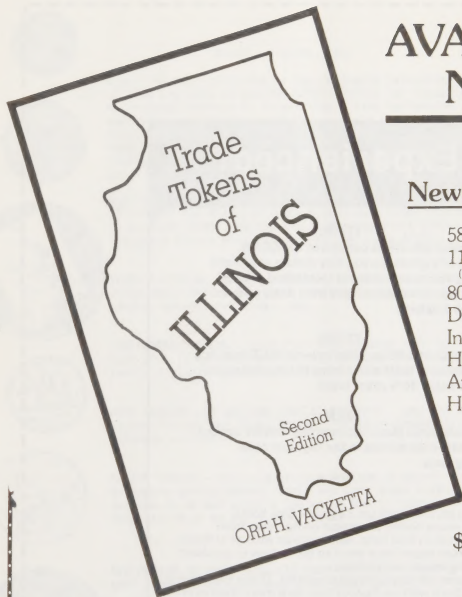 Trade
Tokens
of
ILLINOIS
Second
Edition
ORE H. VACKETTA
AVA
N
New
58
11
(
80
D
In
H
A
H
$